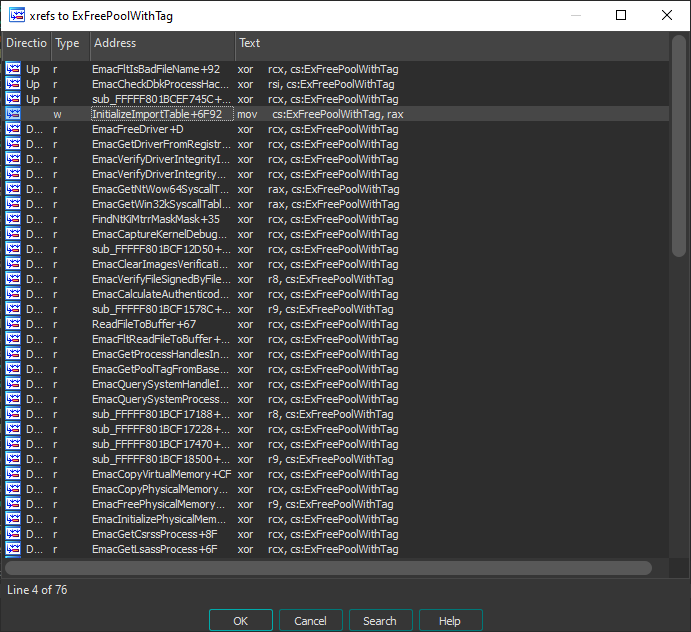 xrefs to ExFreePoolWithTag
Directio Type Address Text
Up r EmacFltIsBadFileName+92 xor rcx, cs:ExFreePoolWithTag
Up r EmacCheckDbkProcessHac... xor rsi, cs:ExFreePoolWithTag
Up r sub_FFFFF801BCEF745C+... xor rcx, cs:ExFreePoolWithTag
w InitializeImportTable+6F92 mov cs:ExFreePoolWithTag, rax
D... r EmacFreeDriver+D xor rcx, cs:ExFreePoolWithTag
D... r EmacGetDriverFromRegistr... xor rcx, cs:ExFreePoolWithTag
D... r EmacVerifyDriverIntegrityI... xor rcx, cs:ExFreePoolWithTag
D... r EmacVerifyDriverIntegrity... xor rcx, cs:ExFreePoolWithTag
D... r EmacGetNtWow64SyscallT... xor rax, cs:ExFreePoolWithTag
D... r EmacGetWin32kSyscallTabl... xor rax, cs:ExFreePoolWithTag
D... r FindNtKiMtrrMaskMask+35 xor rcx, cs:ExFreePoolWithTag
D... r EmacCaptureKernelDebug... xor rcx, cs:ExFreePoolWithTag
D... r sub_FFFFF801BCF12D50+... xor rcx, cs:ExFreePoolWithTag
D... r EmacClearImagesVerificati... xor rcx, cs:ExFreePoolWithTag
D... r EmacVerifyFileSignedByFile... xor r8, cs:ExFreePoolWithTag
D... r EmacCalculateAuthenticod... xor rcx, cs:ExFreePoolWithTag
D... r sub_FFFFF801BCF1578C+... xor r9, cs:ExFreePoolWithTag
D... r ReadFileToBuffer+67 xor rcx, cs:ExFreePoolWithTag
D... r EmacFltReadFileToBuffer+... xor rcx, cs:ExFreePoolWithTag
D... r EmacGetProcessHandlesIn... xor rcx, cs:ExFreePoolWithTag
D... r EmacGetPoolTagFromBase... xor rcx, cs:ExFreePoolWithTag
D... r EmacQuerySystemHandleI... xor rcx, cs:ExFreePoolWithTag
D... r EmacQuerySystemProcess... xor rcx, cs:ExFreePoolWithTag
D... r sub_FFFFF801BCF17188+... xor r8, cs:ExFreePoolWithTag
D... r sub_FFFFF801BCF17228+... xor rcx, cs:ExFreePoolWithTag
D... r sub_FFFFF801BCF17470+... xor rcx, cs:ExFreePoolWithTag
D... r sub_FFFFF801BCF18500+... xor r9, cs:ExFreePoolWithTag
D... r EmacCopyVirtualMemory+CF xor rcx, cs:ExFreePoolWithTag
D... r EmacCopyPhysicalMemory... xor rcx, cs:ExFreePoolWithTag
D... r EmacFreePhysicalMemory... xor r9, cs:ExFreePoolWithTag
D... r EmacInitializePhysicalMem... xor rcx, cs:ExFreePoolWithTag
D... r EmacGetCsrssProcess+8F xor rcx, cs:ExFreePoolWithTag
D... r EmacGetLsassProcess+6F xor rcx, cs:ExFreePoolWithTag
Line 4 of 76
OK Cancel Search Help